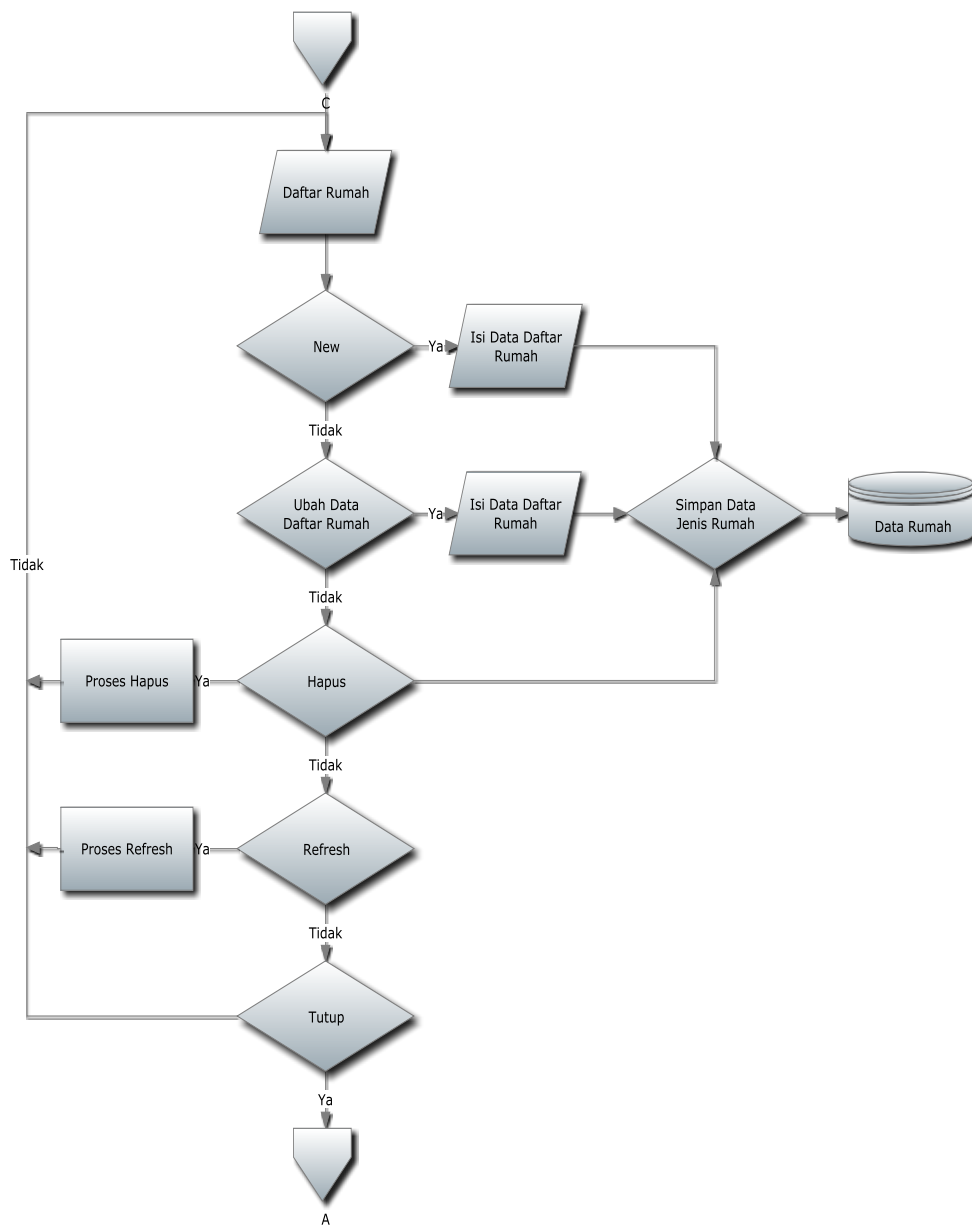 C
Daftar Rumah
New
Ya
Isi Data Daftar
Rumah
Tidak
Ubah Data
Daftar Rumah
Ya
Isi Data Daftar
Rumah
Simpan Data
Jenis Rumah
Data Rumah
Tidak
Tidak
Proses Hapus
Ya
Hapus
Tidak
Proses Refresh
Ya
Refresh
Tidak
Tutup
Ya
A